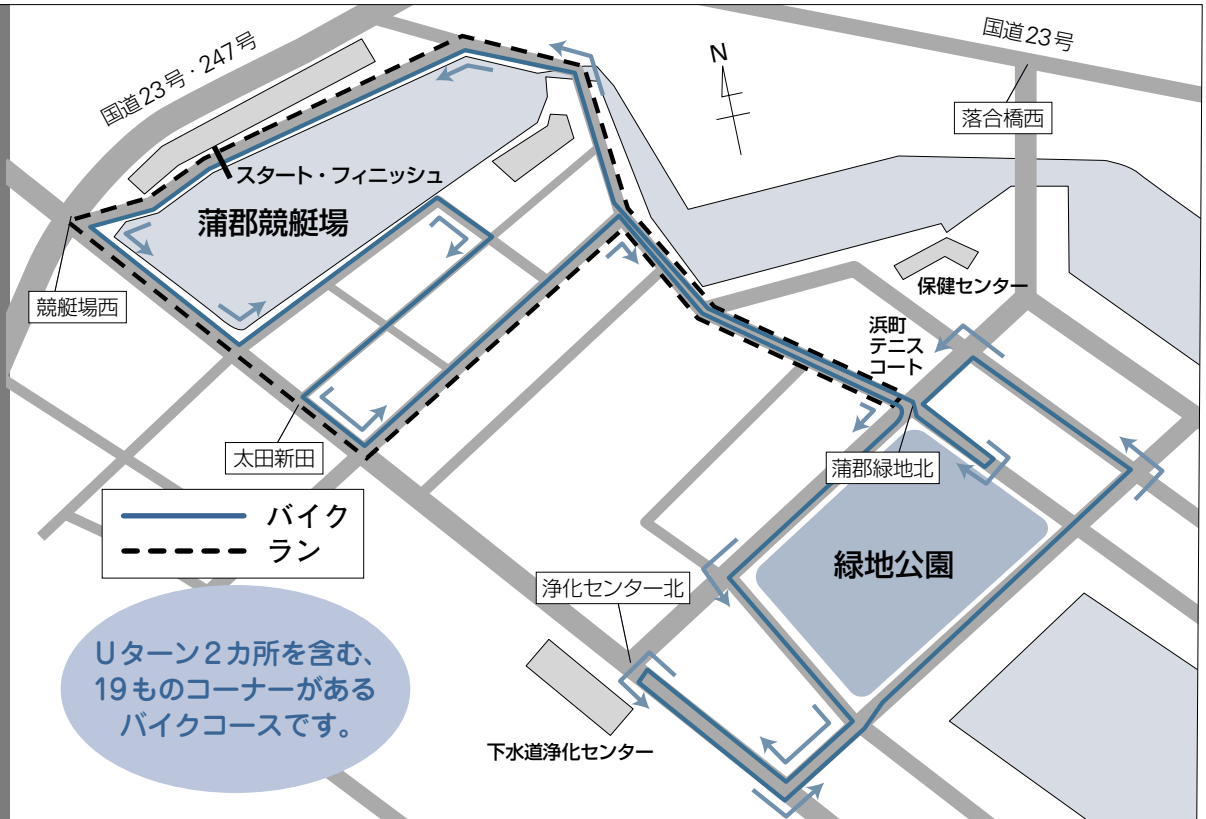 国道23号・247号
国道23号
N
落合橋西
スタート・フィニッシュ
蒲郡競艇場
競艇場西
保健センター
浜町
テニス
コート
太田新田
蒲郡緑地北
バイク
ラン
緑地公園
浄化センター北
Uターン2カ所を含む、
19ものコーナーがある
バイクコースです。
下水道浄化センター